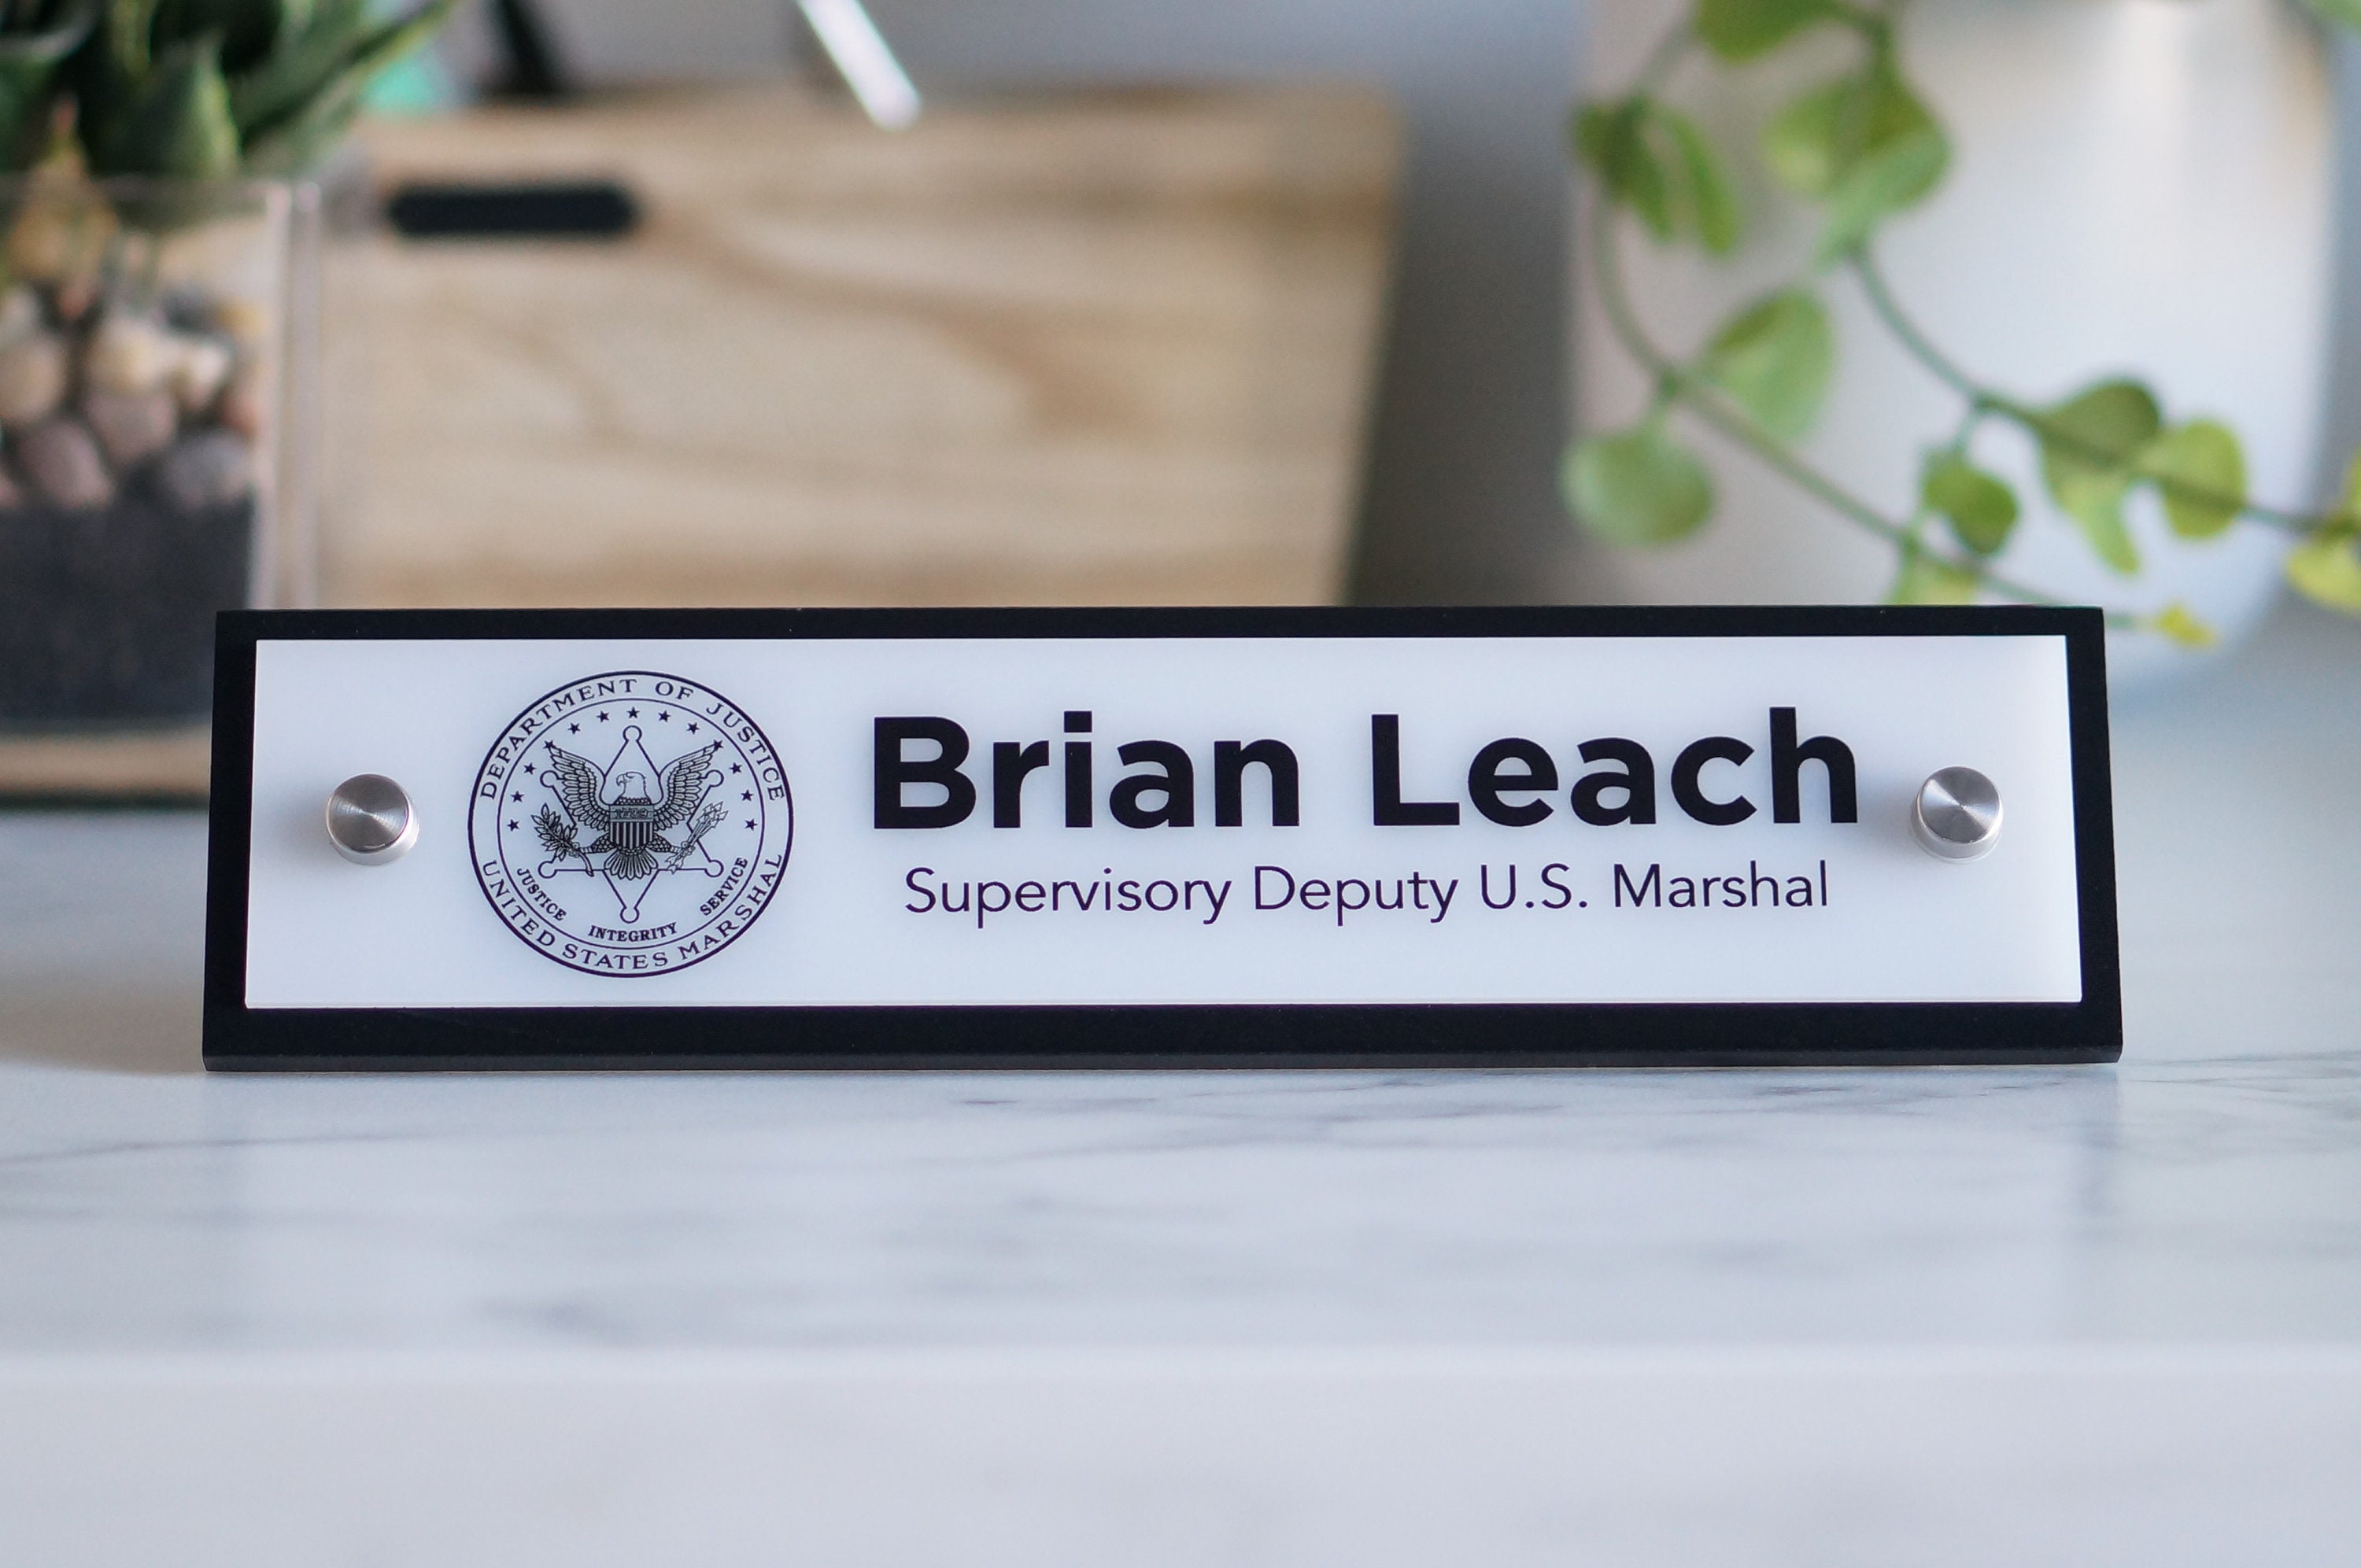 DEPARTMENT OF JUSTICE
JUSTICE INTEGRITY SERVICE
UNITED STATES MARSHAL
Brian Leach
Supervisory Deputy U.S. Marshal